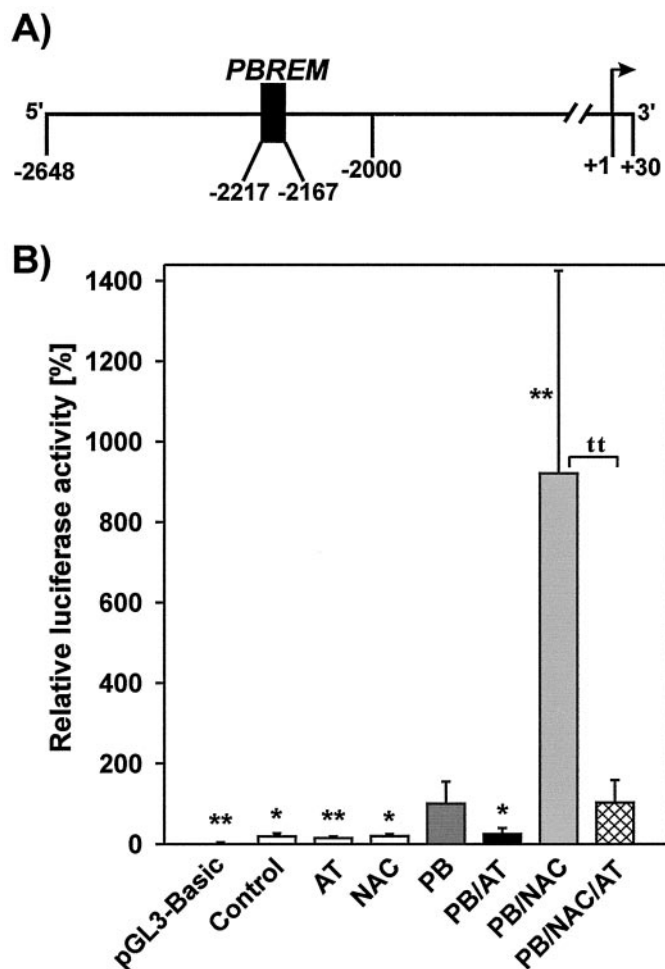 A)
PBREM
5' 3'
-2648 -2217 -2167 -2000 +1 +30
B)
Relative luciferase activity [%]
1400
1200
1000
800
600
400
200
0
** * ** * * ** tt
pGL3-Basic
Control
AT
NAC
PB
PB/AT
PB/NAC
PB/NAC/AT